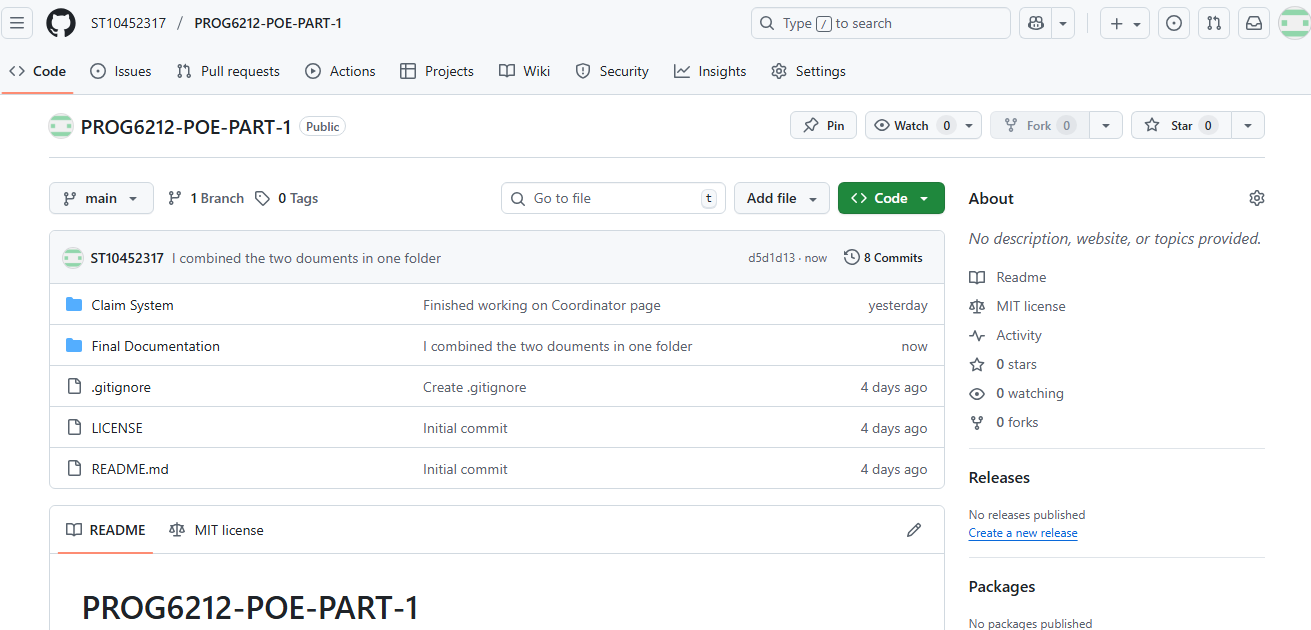 ST10452317 / PROG6212-POE-PART-1 Type / to search
Code Issues Pull requests Actions Projects Wiki Security Insights Settings
PROG6212-POE-PART-1 Public Pin Watch 0 Fork 0 Star 0
main 1 Branch 0 Tags Go to file t Add file Code
About
No description, website, or topics provided.
ST10452317 I combined the two douments in one folder d5d1d13 · now 8 Commits
Readme
Claim System Finished working on Coordinator page yesterday
MIT license
Activity
Final Documentation I combined the two douments in one folder now
0 stars
.gitignore Create .gitignore 4 days ago
0 watching
LICENSE Initial commit 4 days ago
0 forks
README.md Initial commit 4 days ago
Releases
No releases published
Create a new release
README MIT license
Packages
No packages published
PROG6212-POE-PART-1